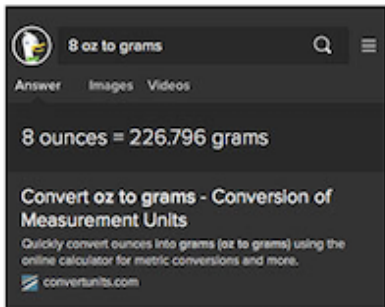 8 oz to grams
Answer Images Videos
8 ounces = 226.796 grams
Convert oz to grams - Conversion of
Measurement Units
Quickly convert ounces into grams (oz to grams) using the
online calculator for metric conversions and more.
convertunits.com